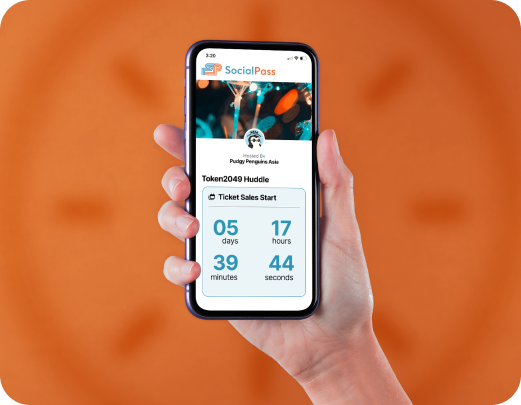 3:30
SocialPass
Hosted By
Pudgy Penguins Asia
Token2049 Huddle
Ticket Sales Start
05 17
days hours
39 44
minutes seconds